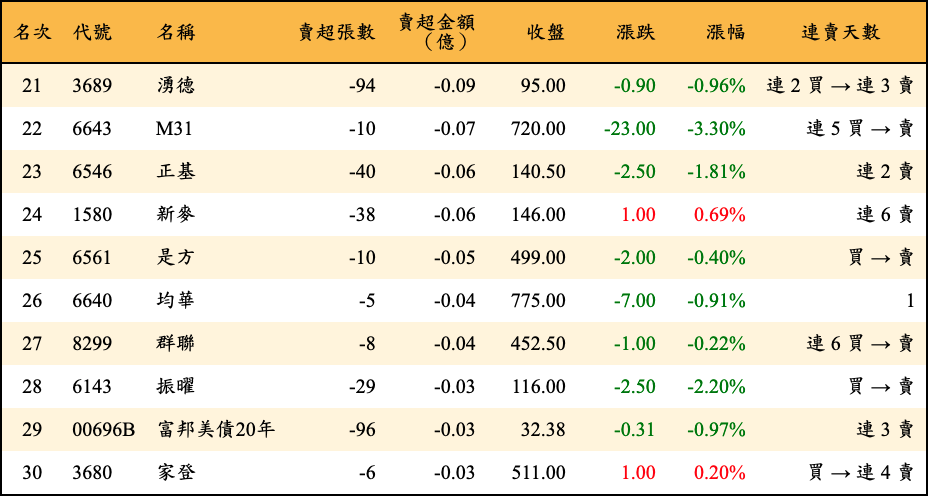 名次 代號 名稱 賣超張數 賣超金額（億） 收盤 漲跌 漲幅 連賣天數
21 3689 湧德 -94 -0.09 95.00 -0.90 -0.96% 連 2 買 → 連 3 賣
22 6643 M31 -10 -0.07 720.00 -23.00 -3.30% 連 5 買 → 賣
23 6546 正基 -40 -0.06 140.50 -2.50 -1.81% 連 2 賣
24 1580 新麥 -38 -0.06 146.00 1.00 0.69% 連 6 賣
25 6561 是方 -10 -0.05 499.00 -2.00 -0.40% 買 → 賣
26 6640 均華 -5 -0.04 775.00 -7.00 -0.91% 1
27 8299 群聯 -8 -0.04 452.50 -1.00 -0.22% 連 6 買 → 賣
28 6143 振曜 -29 -0.03 116.00 -2.50 -2.20% 買 → 賣
29 00696B 富邦美債20年 -96 -0.03 32.38 -0.31 -0.97% 連 3 賣
30 3680 家登 -6 -0.03 511.00 1.00 0.20% 買 → 連 4 賣